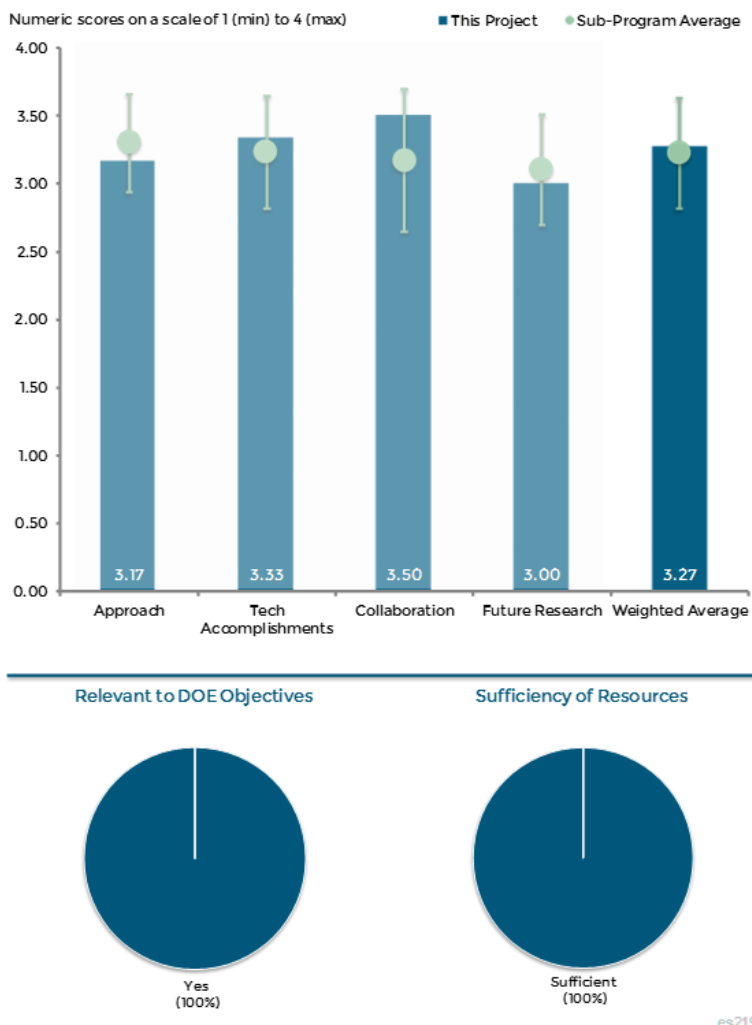 Numeric scores on a scale of 1 (min) to 4 (max)
This Project
Sub-Program Average
4.00
3.50
3.00
2.50
2.00
1.50
1.00
0.50
0.00
3.17
3.33
3.50
3.00
3.27
Approach
Tech
Accomplishments
Collaboration
Future Research
Weighted Average
Relevant to DOE Objectives
Sufficiency of Resources
Yes
(100%)
Sufficient
(100%)